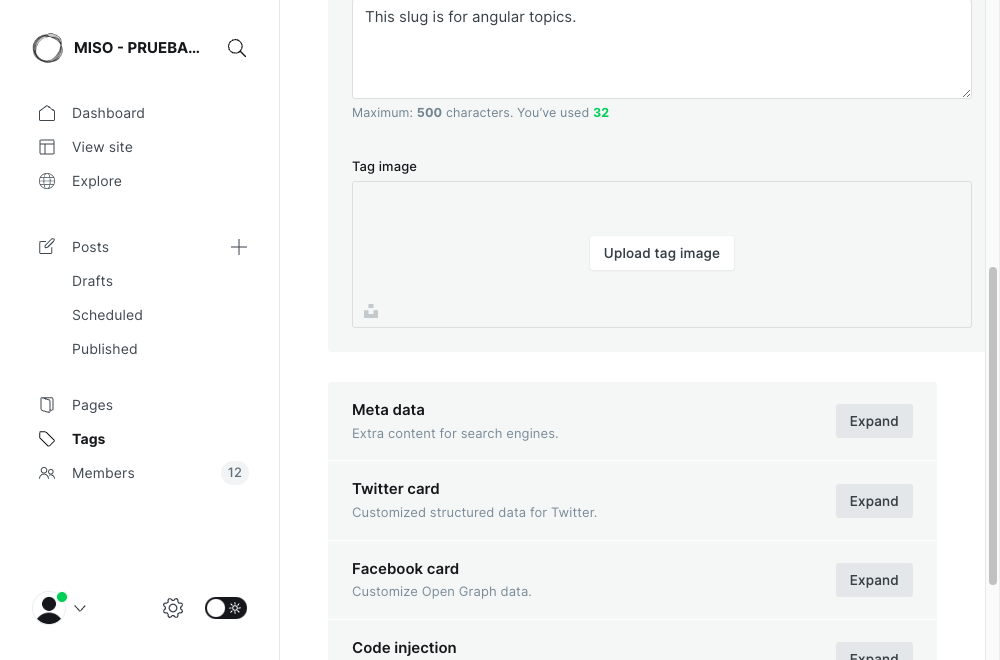 MISO - PRUEBA...
Dashboard
View site
Explore
Posts
Drafts
Scheduled
Published
Pages
Tags
Members
12
This slug is for angular topics.
Maximum: 500 characters. You've used 32
Tag image
Upload tag image
Meta data
Extra content for search engines.
Expand
Twitter card
Customized structured data for Twitter.
Expand
Facebook card
Customize Open Graph data.
Expand
Code injection
Expand